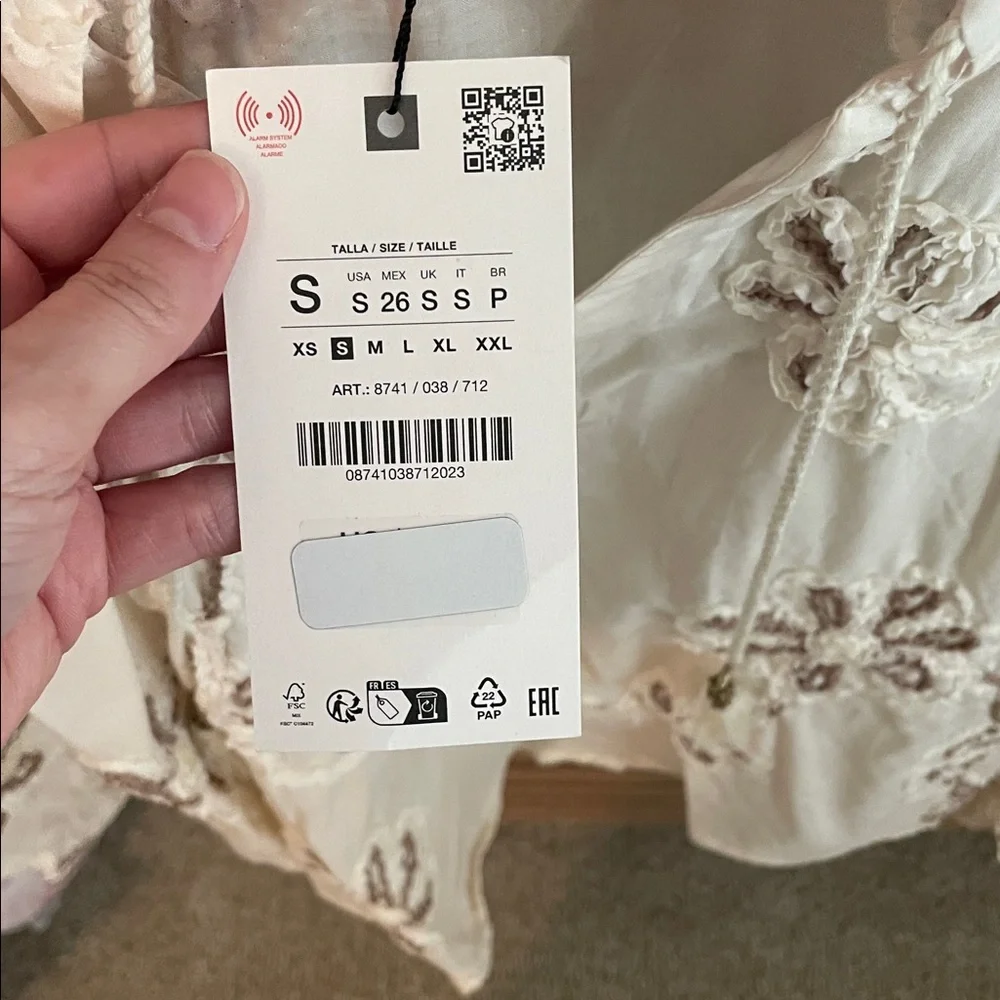 ALARM SYSTEM
ALARMADO
ALARME
TALLA / SIZE / TAILLE
USA MEX UK IT BR
S S 26 S S P
XS S M L XL XXL
ART.: 8741 / 038 / 712
08741038712023
FR ES
22
FSC
PAP
EAC
MIX